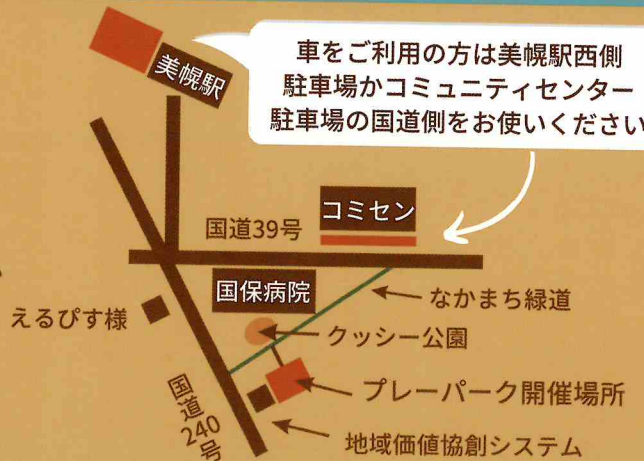 美幌駅
車をご利用の方は美幌駅西側
駐車場かコミュニティセンター
駐車場の国道側をお使いください
コミセン
国道39号
国保病院
なかまち緑道
えるぴす様
クッシー公園
プレーパーク開催場所
国道240号
地域価値協創システム